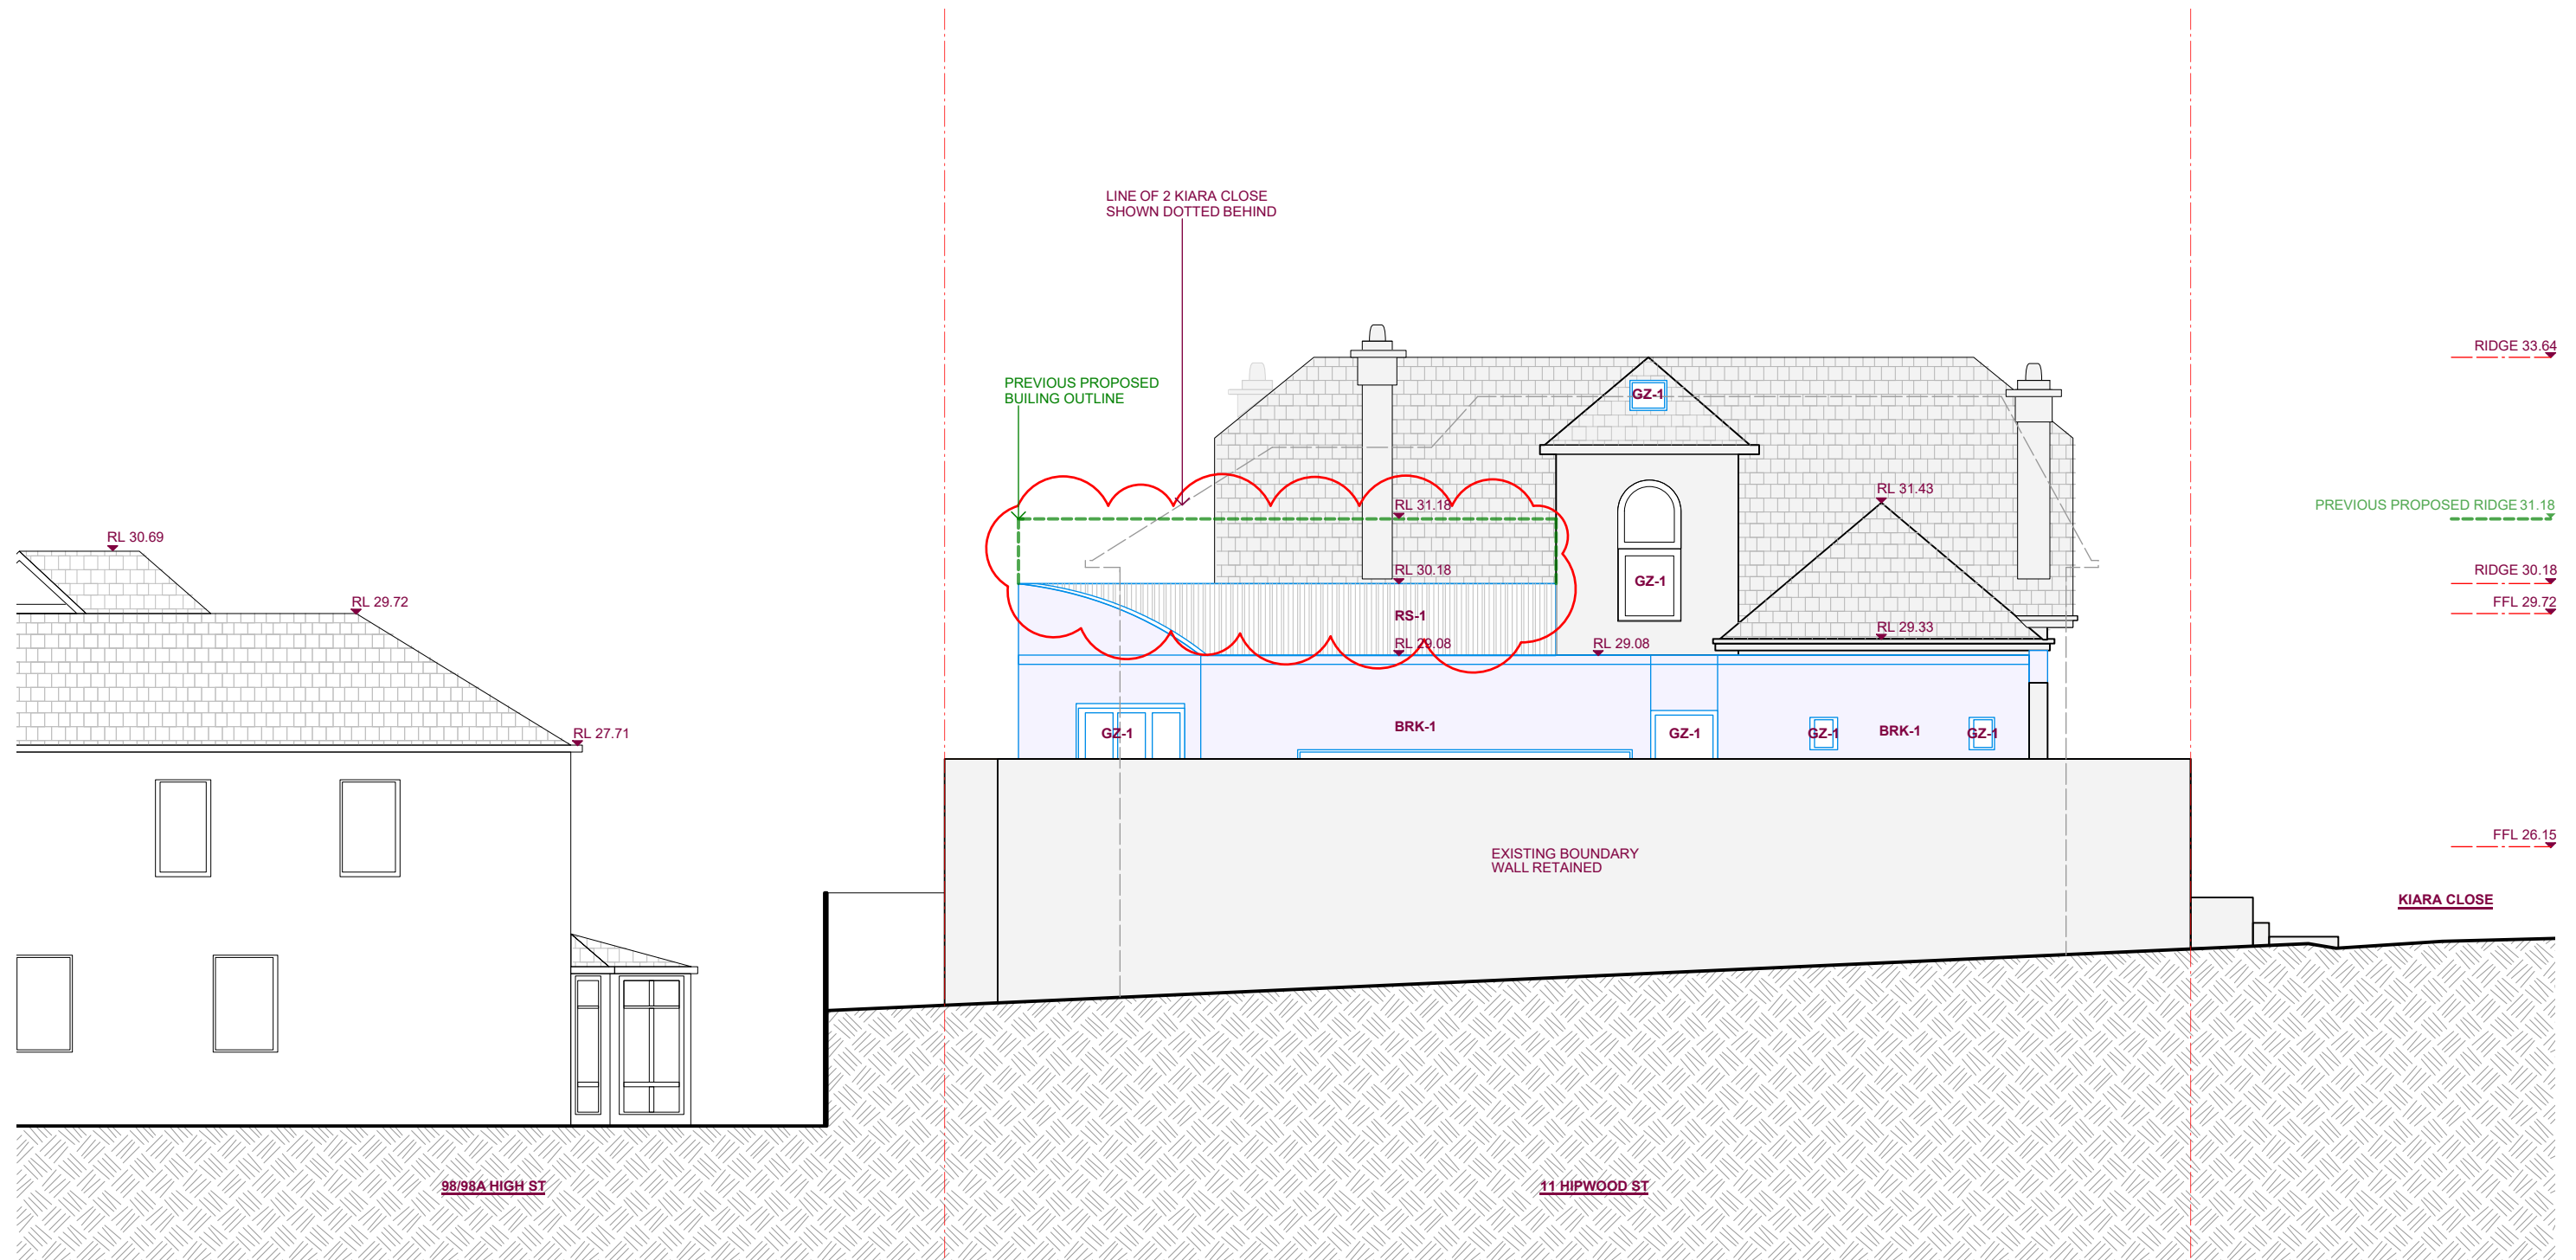 LINE OF 2 KIARA CLOSE
SHOWN DOTTED BEHIND
RIDGE 33.64
PREVIOUS PROPOSED
BUILING OUTLINE
GZ-1
RL 31.43
RL 31.18
PREVIOUS PROPOSED RIDGE 31.18
RL 30.69
RL 30.18
RIDGE 30.18
GZ-1
RL 29.72
FFL 29.72
RS-1
RL 29.33
RL 29.08
RL 29.08
RL 27.71
GZ-1
BRK-1
GZ-1
GZ-1
BRK-1
GZ-1
FFL 26.15
EXISTING BOUNDARY
WALL RETAINED
KIARA CLOSE
98/98A HIGH ST
11 HIPWOOD ST